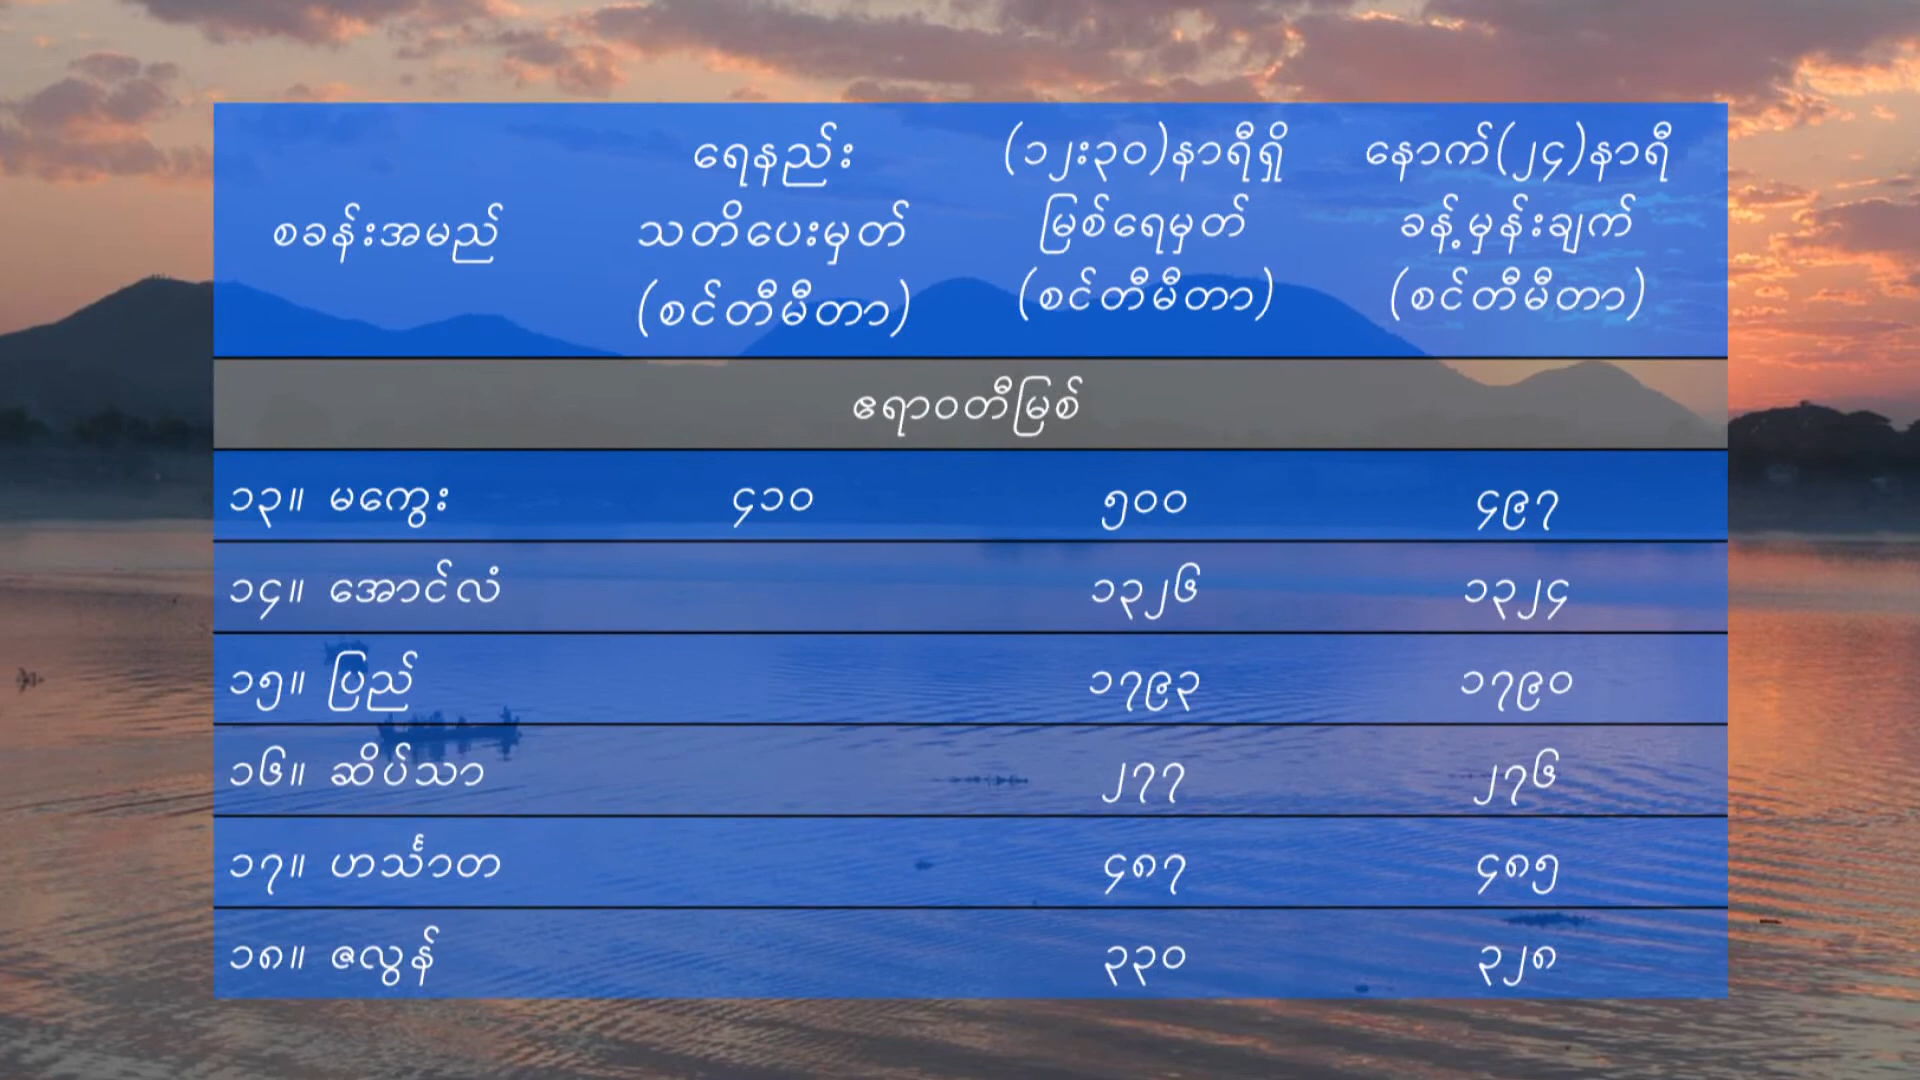 စခန်းအမည်
ရေနည်း
သတိပေးမှတ်
(စင်တီမီတာ)
(၁၂း၃၀)နာရီရှိ
မြစ်ရေမှတ်
(စင်တီမီတာ)
နောက်(၂၄)နာရီ
ခန့်မှန်းချက်
(စင်တီမီတာ)
ဧရာဝတီမြစ်
၁၃။ မကွေး ၄၁၀ ၅၀၀ ၄၉၇
၁၄။ အောင်လံ ၁၃၂၆ ၁၃၂၄
၁၅။ ပြည် ၁၇၉၃ ၁၇၉၀
၁၆။ ဆိပ်သာ ၂၇၇ ၂၇၆
၁၇။ ဟင်္သာတ ၄၈၇ ၄၈၅
၁၈။ ဇလွန် ၃၃၀ ၃၂၈